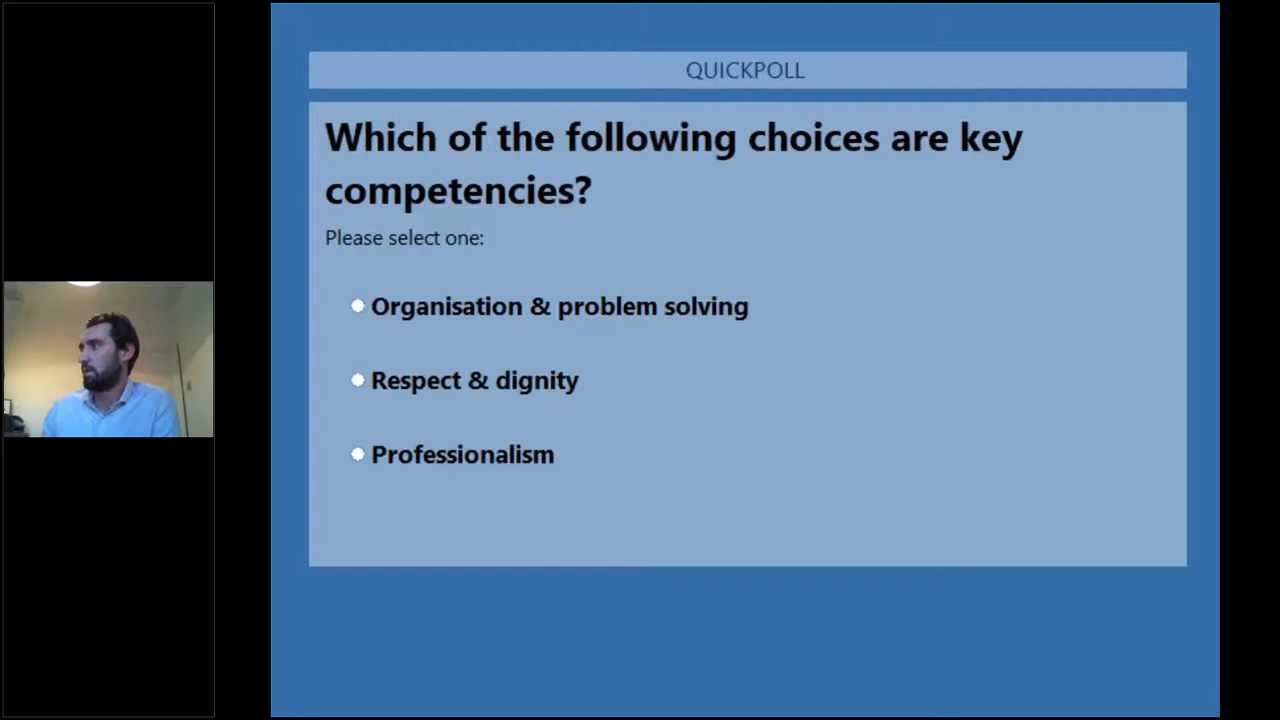 QUICKPOLL
Which of the following choices are key
competencies?
Please select one:
Organisation & problem solving
Respect & dignity
Professionalism